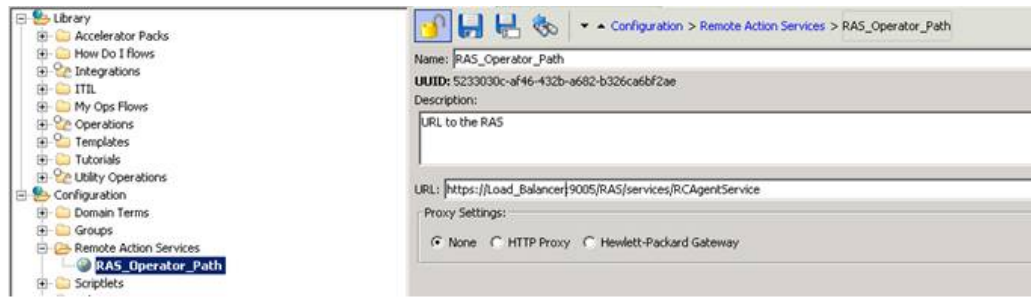 Library
Accelerator Packs
How Do I flows
Integrations
ITIL
My Ops Flows
Operations
Templates
Tutorials
Utility Operations
Configuration
Domain Terms
Groups
Remote Action Services
RAS_Operator_Path
Scriptlets
Configuration > Remote Action Services > RAS_Operator_Path
Name: RAS_Operator_Path
UUID: 5233030c-af46-432b-a682-b326ca6bf2ae
Description:
URL to the RAS
URL: https://Load_Balancer:9005/RAS/services/RCAgentService
Proxy Settings:
None HTTP Proxy Hewlett-Packard Gateway